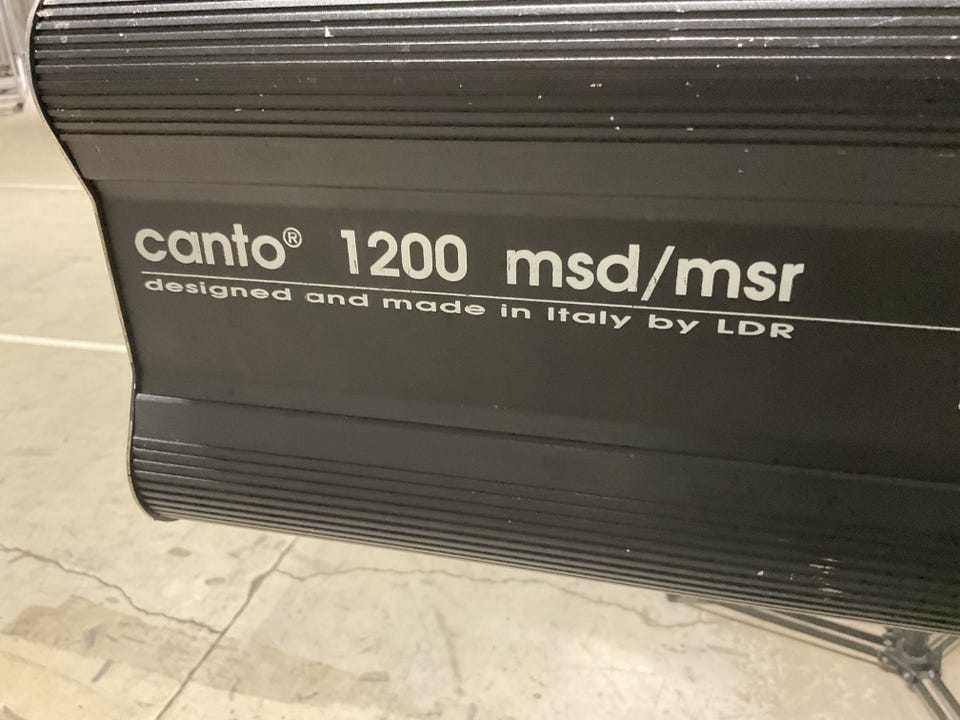 canto® 1200 msd/msr
designed and made in Italy by LDR